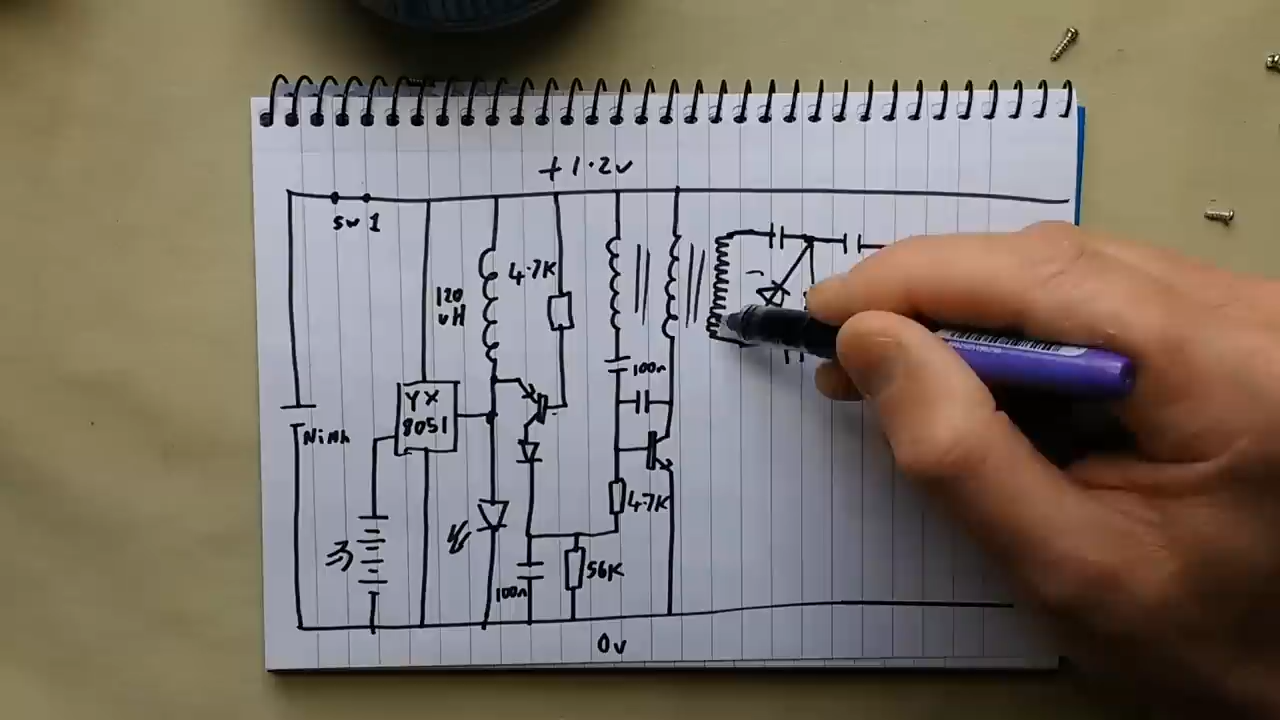 +1.2v
SW 1
4.7K
120
uH
100n
YX
8051
NiMh
4.7K
56K
100n
0v